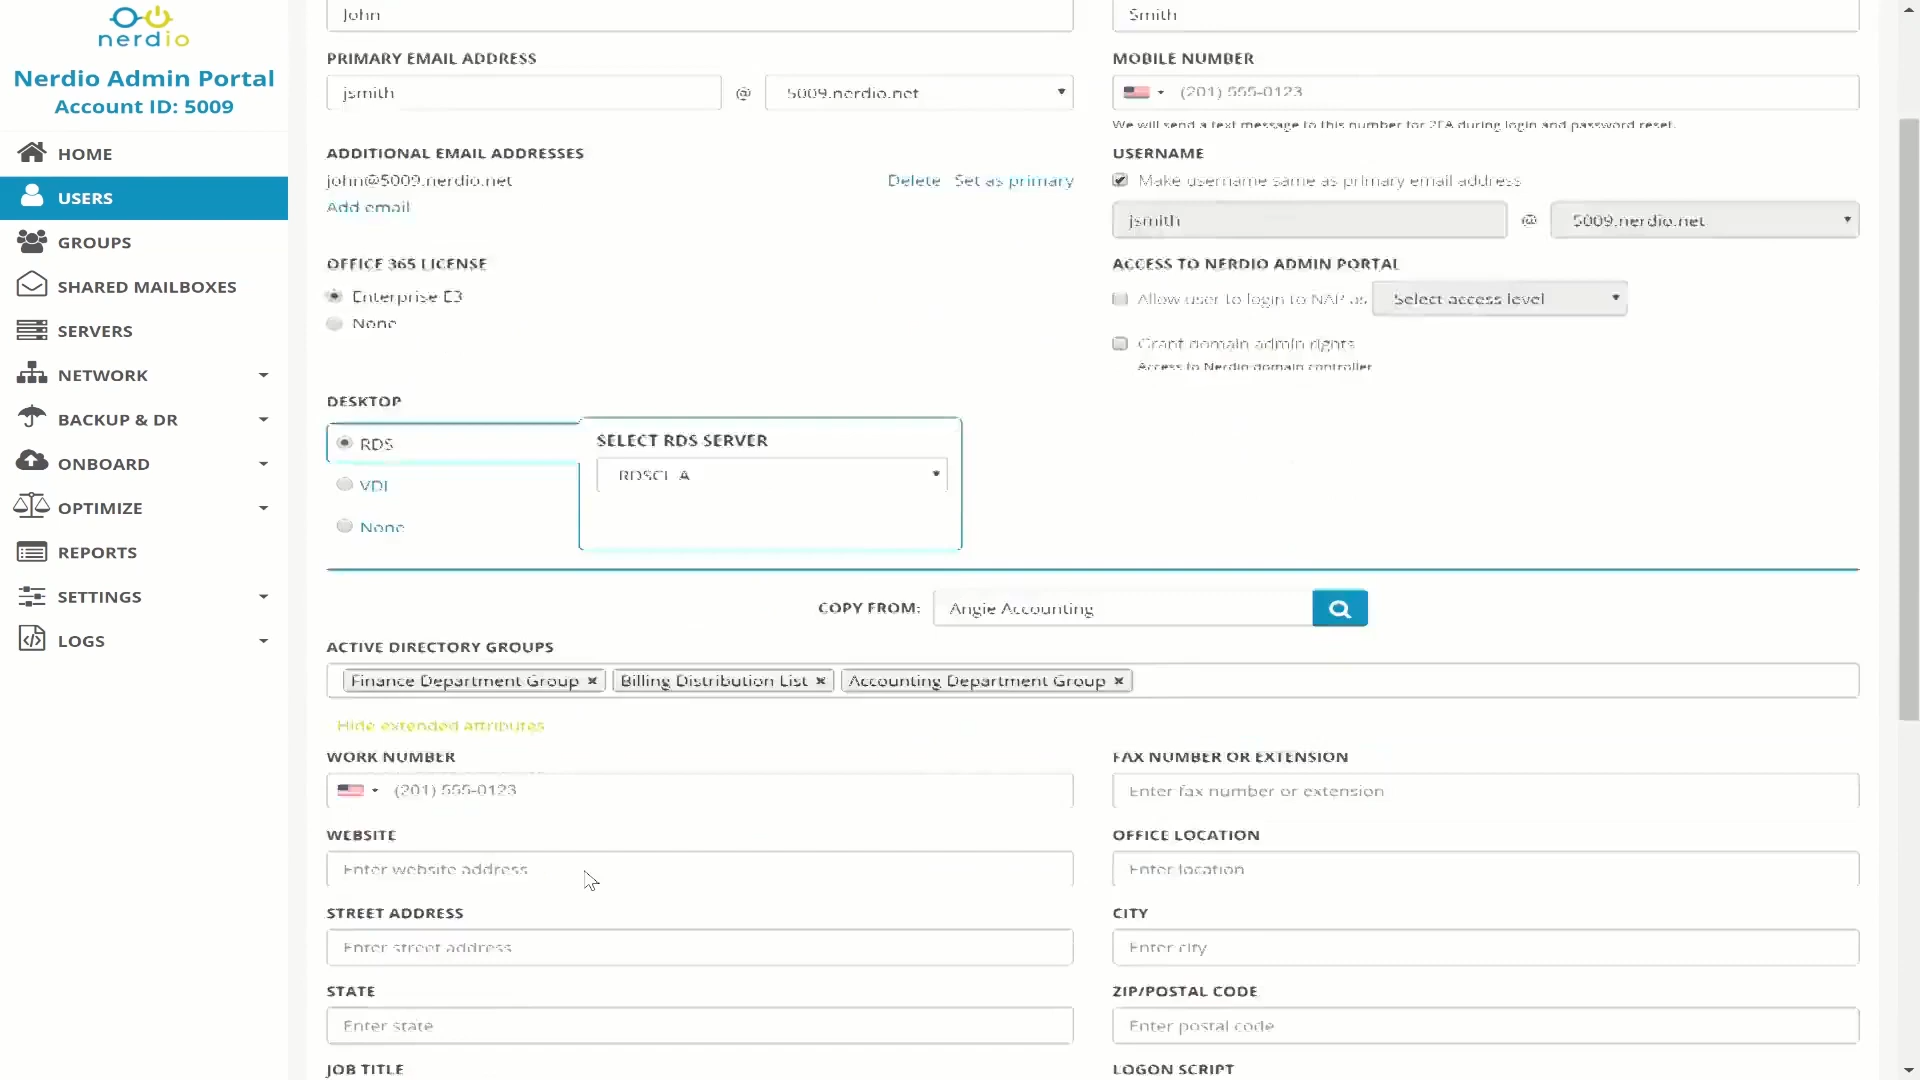 nerdio
Nerdio Admin Portal
Account ID: 5009
HOME
USERS
GROUPS
SHARED MAILBOXES
SERVERS
NETWORK
BACKUP & DR
ONBOARD
OPTIMIZE
REPORTS
SETTINGS
LOGS
John
Smith
PRIMARY EMAIL ADDRESS
MOBILE NUMBER
jsmith @ 5009.nerdio.net
(201) 555-0123
We will send a text message to this number for 2FA during login and password reset.
ADDITIONAL EMAIL ADDRESSES
john@5009.nerdio.net Delete Set as primary
Add email
USERNAME
Make username same as primary email address
jsmith @ 5009.nerdio.net
OFFICE 365 LICENSE
Enterprise E3
None
ACCESS TO NERDIO ADMIN PORTAL
Allow user to login to NAP as Select access level
Grant domain admin rights
Access to Nerdio domain controller
DESKTOP
RDS
VDI
None
SELECT RDS SERVER
RDSCL A
COPY FROM: Angie Accounting
ACTIVE DIRECTORY GROUPS
Finance Department Group × Billing Distribution List × Accounting Department Group ×
Hide extended attributes
WORK NUMBER
FAX NUMBER OR EXTENSION
(201) 555-0123
Enter fax number or extension
WEBSITE
OFFICE LOCATION
Enter website address
Enter location
STREET ADDRESS
CITY
Enter street address
Enter city
STATE
ZIP/POSTAL CODE
Enter state
Enter postal code
JOB TITLE
LOGON SCRIPT